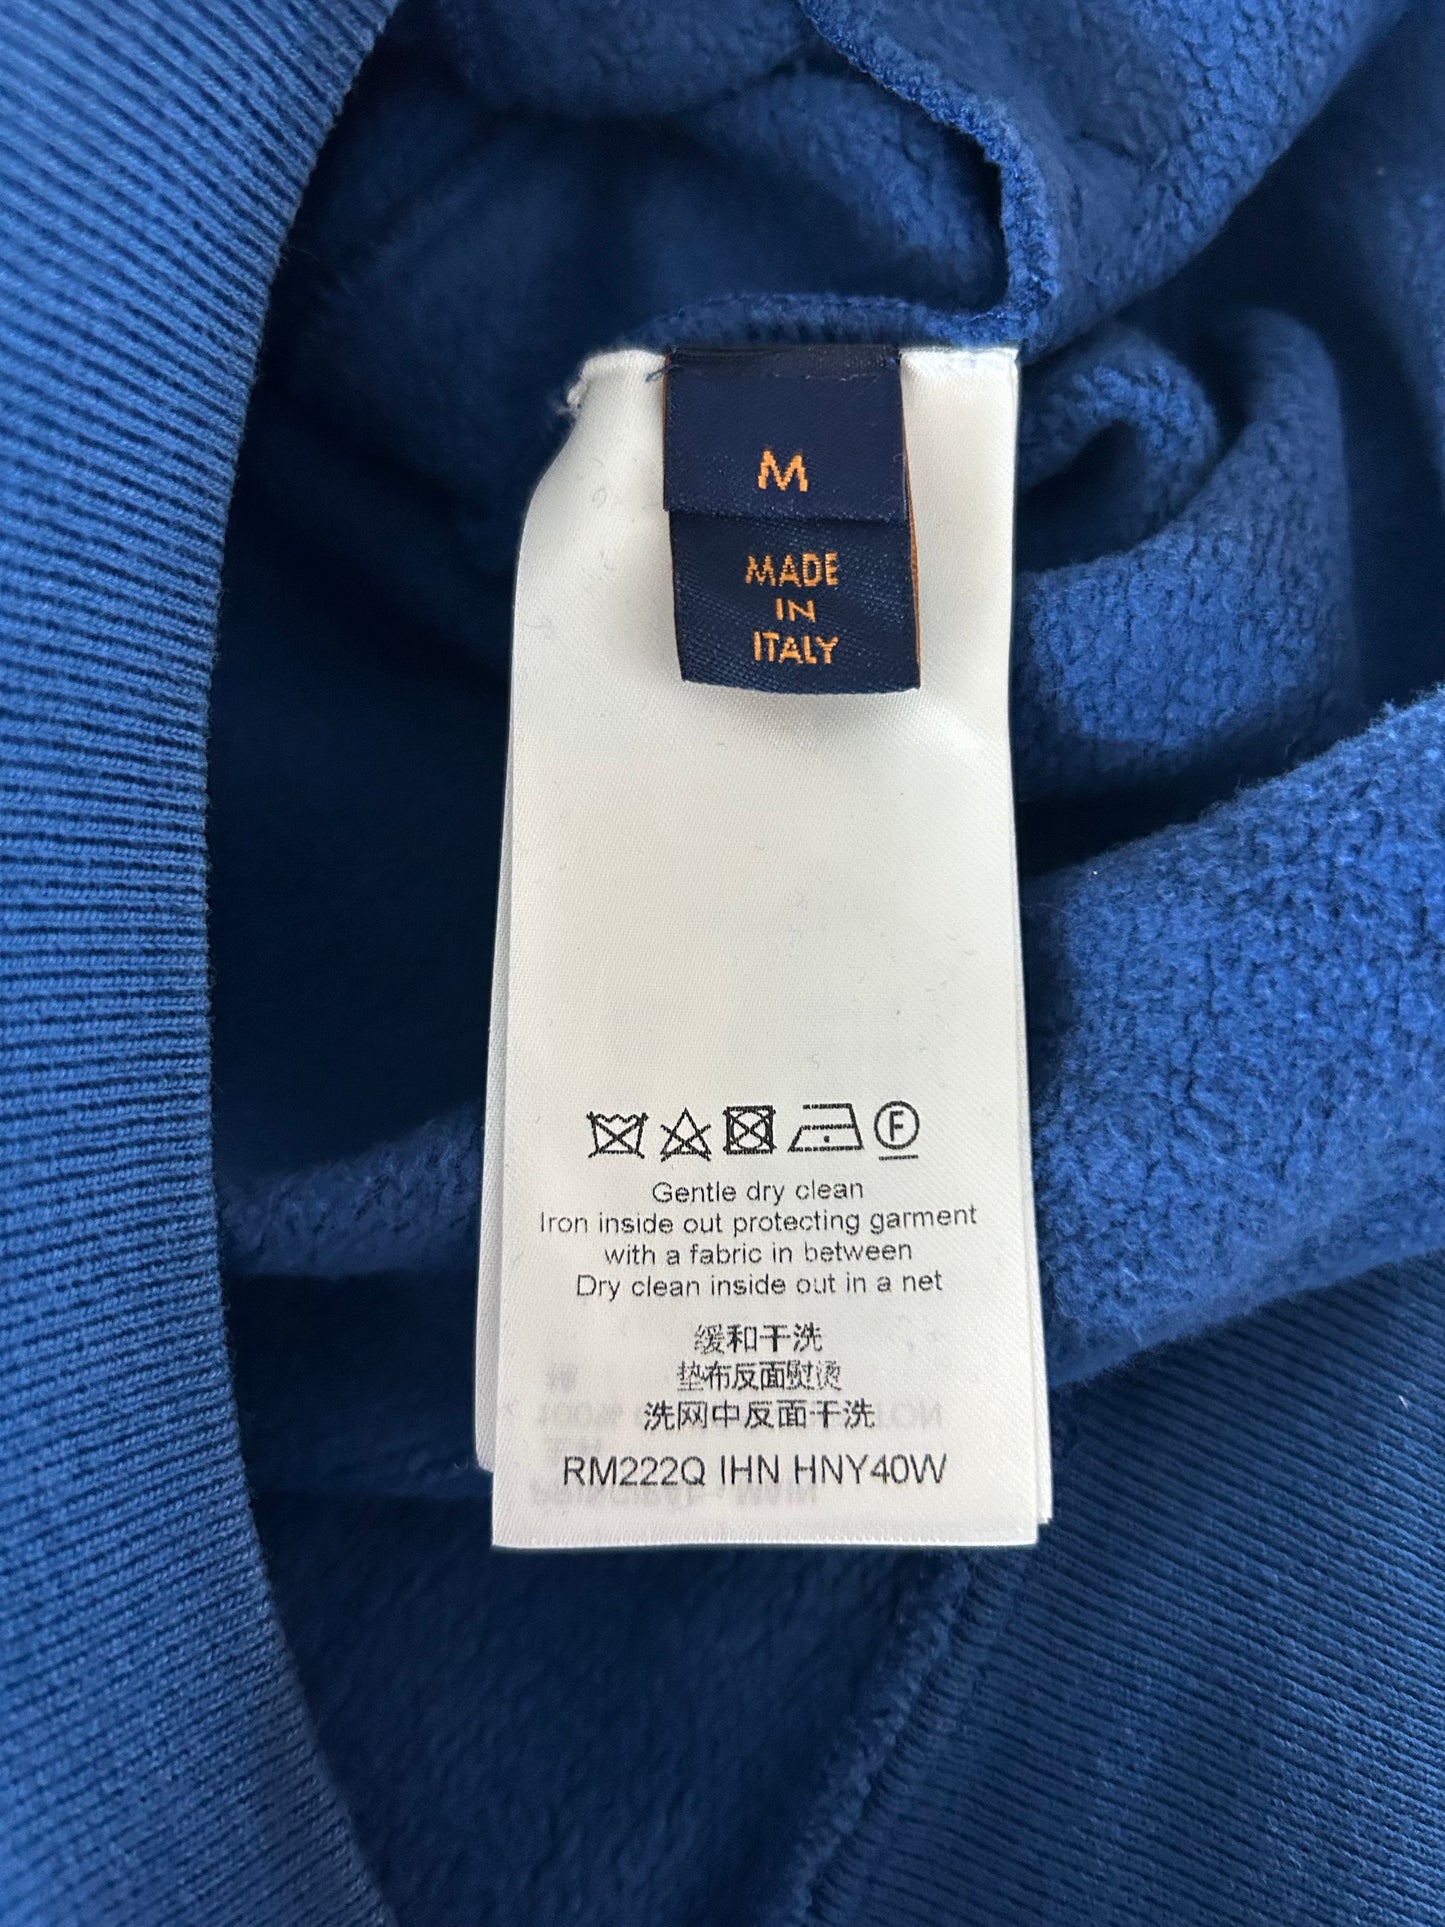 M
MADE
IN
ITALY
F
Gentle dry clean
Iron inside out protecting garment
with a fabric in between
Dry clean inside out in a net
缓和干洗
垫布反面熨烫
洗网中反面干洗
RM222Q IHN HNY40W